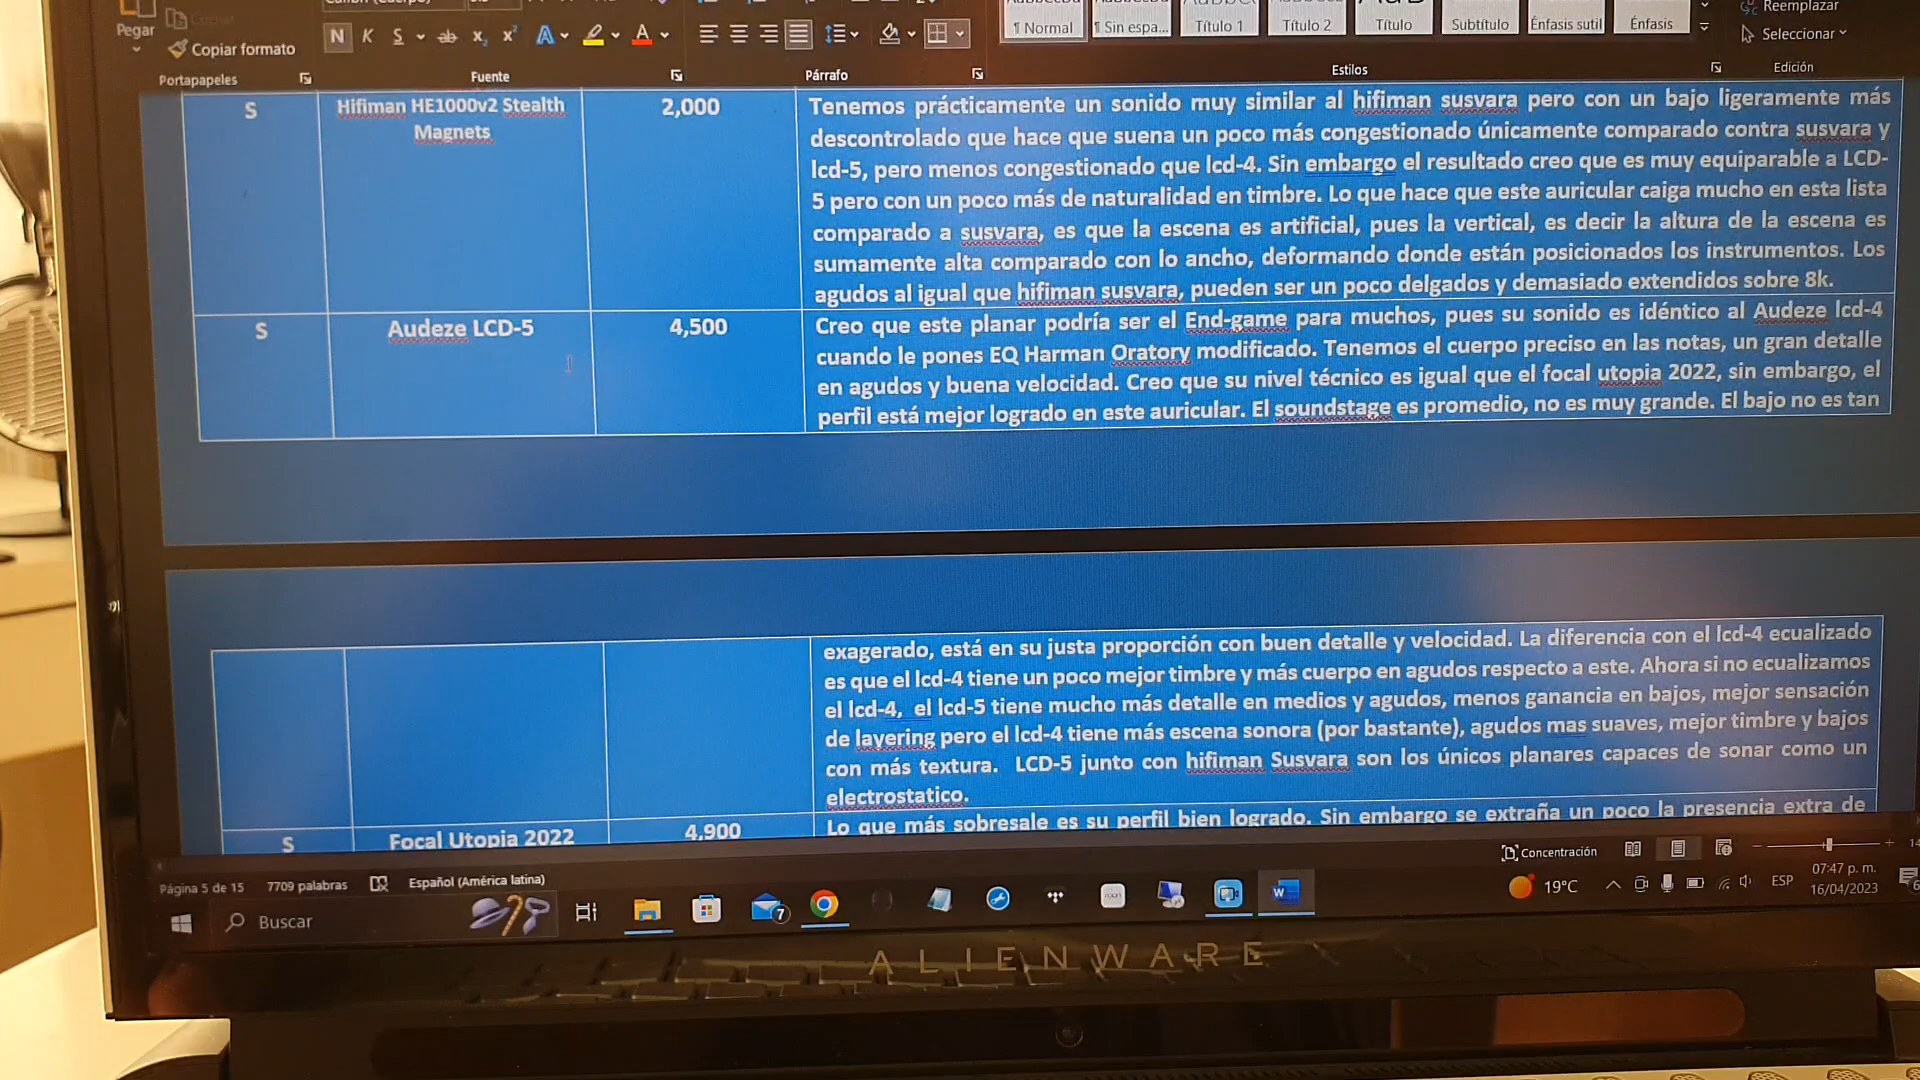 Pegar
Copiar
Copiar formato
Portapapeles
N K S ab x₂ x² A A
Fuente
Párrafo
¶ Normal
¶ Sin espa...
Título 1
Título 2
Título
Subtítulo
Énfasis sutil
Énfasis
Estilos
Reemplazar
Seleccionar
Edición
S
Hifiman HE1000v2 Stealth
Magnets
2,000
Tenemos prácticamente un sonido muy similar al hifiman susvara pero con un bajo ligeramente más
descontrolado que hace que suena un poco más congestionado únicamente comparado contra susvara y
lcd-5, pero menos congestionado que lcd-4. Sin embargo el resultado creo que es muy equiparable a LCD-
5 pero con un poco más de naturalidad en timbre. Lo que hace que este auricular caiga mucho en esta lista
comparado a susvara, es que la escena es artificial, pues la vertical, es decir la altura de la escena es
sumamente alta comparado con lo ancho, deformando donde están posicionados los instrumentos. Los
agudos al igual que hifiman susvara, pueden ser un poco delgados y demasiado extendidos sobre 8k.
S
Audeze LCD-5
4,500
Creo que este planar podría ser el End-game para muchos, pues su sonido es idéntico al Audeze lcd-4
cuando le pones EQ Harman Oratory modificado. Tenemos el cuerpo preciso en las notas, un gran detalle
en agudos y buena velocidad. Creo que su nivel técnico es igual que el focal utopia 2022, sin embargo, el
perfil está mejor logrado en este auricular. El soundstage es promedio, no es muy grande. El bajo no es tan
exagerado, está en su justa proporción con buen detalle y velocidad. La diferencia con el lcd-4 ecualizado
es que el lcd-4 tiene un poco mejor timbre y más cuerpo en agudos respecto a este. Ahora si no ecualizamos
el lcd-4, el lcd-5 tiene mucho más detalle en medios y agudos, menos ganancia en bajos, mejor sensación
de layering pero el lcd-4 tiene más escena sonora (por bastante), agudos mas suaves, mejor timbre y bajos
con más textura. LCD-5 junto con hifiman Susvara son los únicos planares capaces de sonar como un
electrostatico.
S
Focal Utopia 2022
4,900
Lo que más sobresale es su perfil bien logrado. Sin embargo se extraña un poco la presencia extra de
Página 5 de 15
7709 palabras
Español (América latina)
Concentración
Buscar
7
19°C
ESP
07:47 p. m.
16/04/2023
ALIENWARE